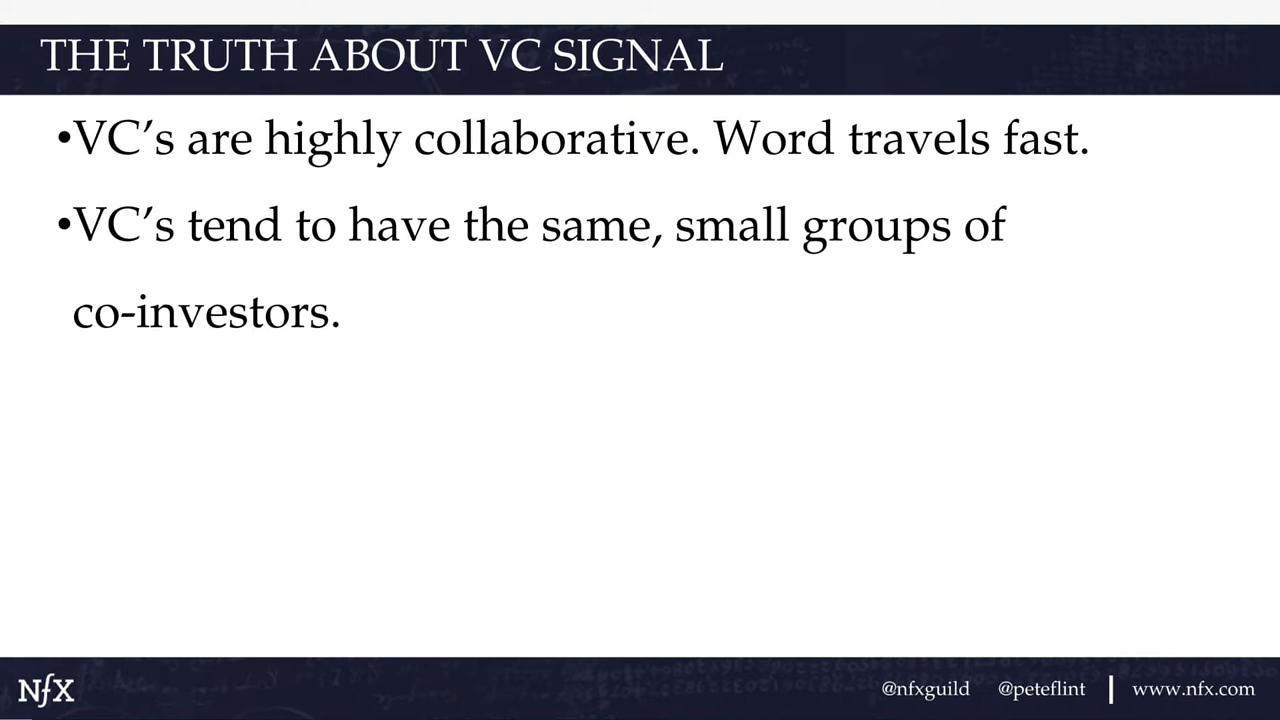 THE TRUTH ABOUT VC SIGNAL
•VC’s are highly collaborative. Word travels fast.
•VC’s tend to have the same, small groups of
co-investors.
NfX
@nfxguild @peteflint | www.nfx.com